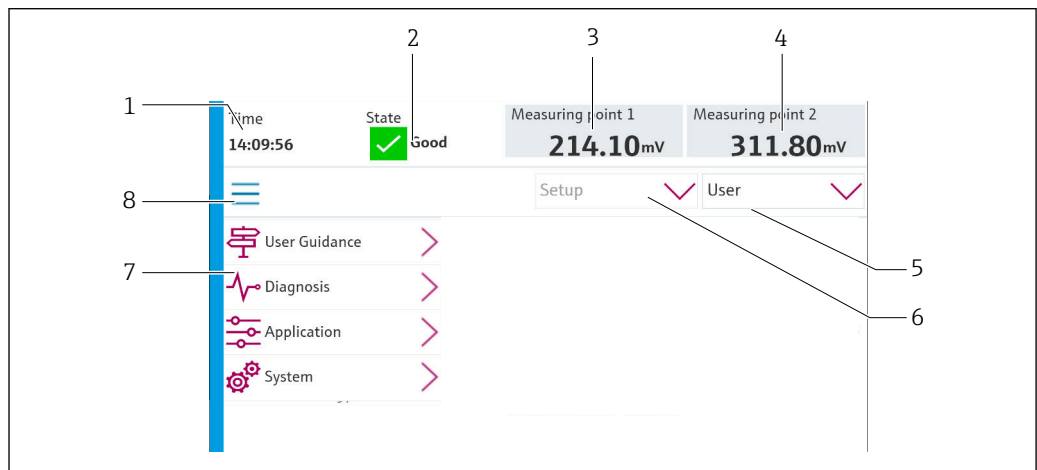 2 3 4
1
Time State Measuring point 1 Measuring point 2
14:09:56 Good 214.10mV 311.80mV
8 Setup User
User Guidance
7 Diagnosis 5
Application 6
System